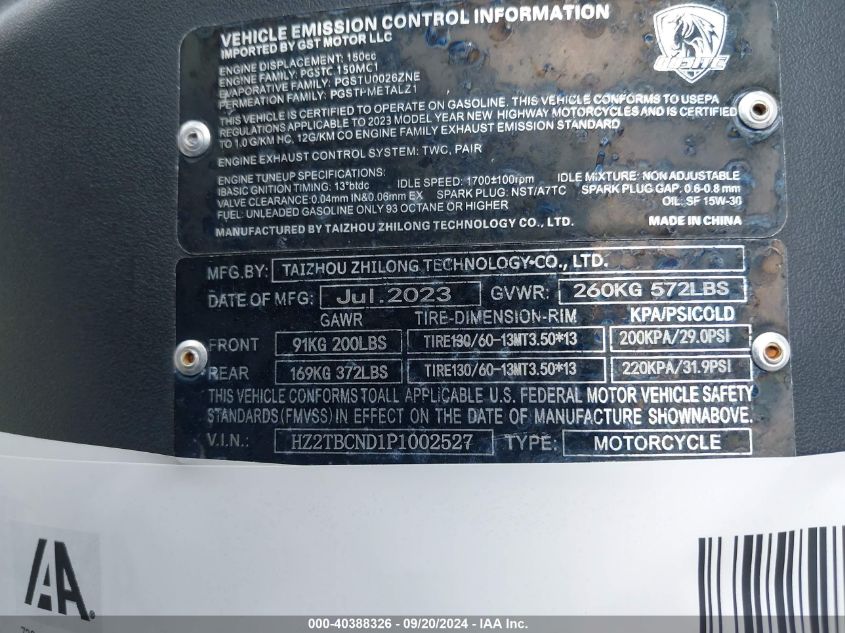 VEHICLE EMISSION CONTROL INFORMATION
IMPORTED BY GST MOTOR LLC
ENGINE DISPLACEMENT: 150cc
ENGINE FAMILY: PGSTC.150MC1
EVAPORATIVE FAMILY: PGSTU0026ZNE
PERMEATION FAMILY: PGSTPMETALZ1
THIS VEHICLE IS CERTIFIED TO OPERATE ON GASOLINE. THIS VEHICLE CONFORMS TO USEPA
REGULATIONS APPLICABLE TO 2023 MODEL YEAR NEW HIGHWAY MOTORCYCLES AND IS CERTIFIED
TO 1.0 G/KM HC, 12G/KM CO ENGINE FAMILY EXHAUST EMISSION STANDARD.
ENGINE EXHAUST CONTROL SYSTEM: TWC, PAIR
ENGINE TUNEUP SPECIFICATIONS:
IBASIC GNITION TIMING: 13°btdc IDLE SPEED: 1700±100rpm IDLE MIXTURE: NON ADJUSTABLE
VALVE CLEARANCE: 0.04mm IN&0.06mm EX SPARK PLUG: NST/A7TC SPARK PLUG GAP: 0.6-0.8 mm
FUEL: UNLEADED GASOLINE ONLY 93 OCTANE OR HIGHER OIL: SF 15W-30
MANUFACTURED BY TAIZHOU ZHILONG TECHNOLOGY CO., LTD. MADE IN CHINA
MFG.BY: TAIZHOU ZHILONG TECHNOLOGY CO., LTD.
DATE OF MFG: Jul.2023 GVWR: 260KG 572LBS
GAWR TIRE-DIMENSION-RIM KPA/PSICOLD
FRONT 91KG 200LBS TIRE130/60-13MT3.50*13 200KPA/29.0PSI
REAR 169KG 372LBS TIRE130/60-13MT3.50*13 220KPA/31.9PSI
THIS VEHICLE CONFORMS TOALL APPLICABLE U.S. FEDERAL MOTOR VEHICLE SAFETY
STANDARDS(FMVSS) IN EFFECT ON THE DATE OF MANUFACTURE SHOWNABOVE.
V.I.N.: HZ2TBCND1P1002527 TYPE: MOTORCYCLE
IAA.
000-40388326 - 09/20/2024 - IAA Inc.